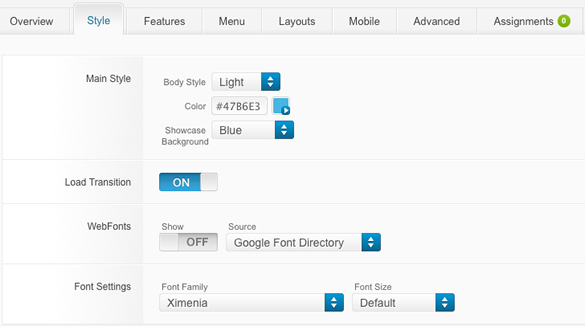 Overview Style Features Menu Layouts Mobile Advanced Assignments 0
Main Style
Body Style Light
Color #47B6E3
Showcase Background Blue
Load Transition ON
WebFonts
Show Source
OFF Google Font Directory
Font Settings
Font Family Font Size
Ximenia Default